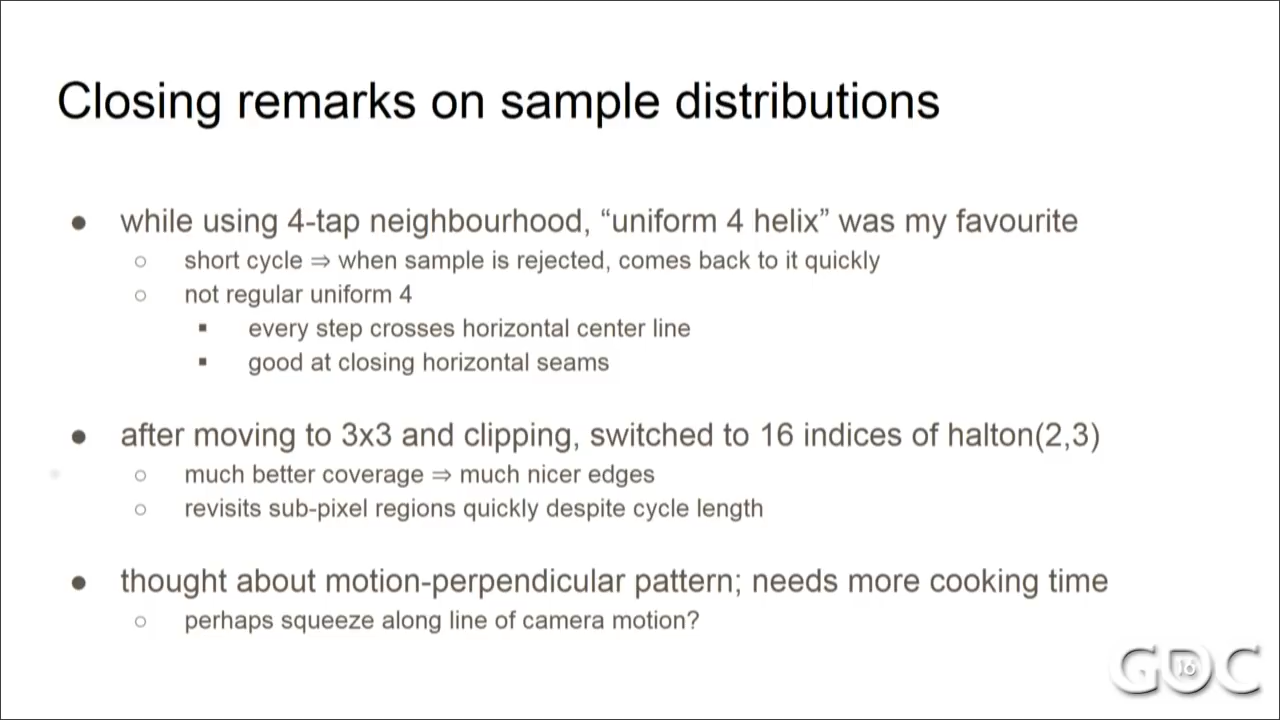 Closing remarks on sample distributions
● while using 4-tap neighbourhood, “uniform 4 helix” was my favourite
○ short cycle ⇒ when sample is rejected, comes back to it quickly
○ not regular uniform 4
▪ every step crosses horizontal center line
▪ good at closing horizontal seams
● after moving to 3x3 and clipping, switched to 16 indices of halton(2,3)
○ much better coverage ⇒ much nicer edges
○ revisits sub-pixel regions quickly despite cycle length
● thought about motion-perpendicular pattern; needs more cooking time
○ perhaps squeeze along line of camera motion?
GDC
16